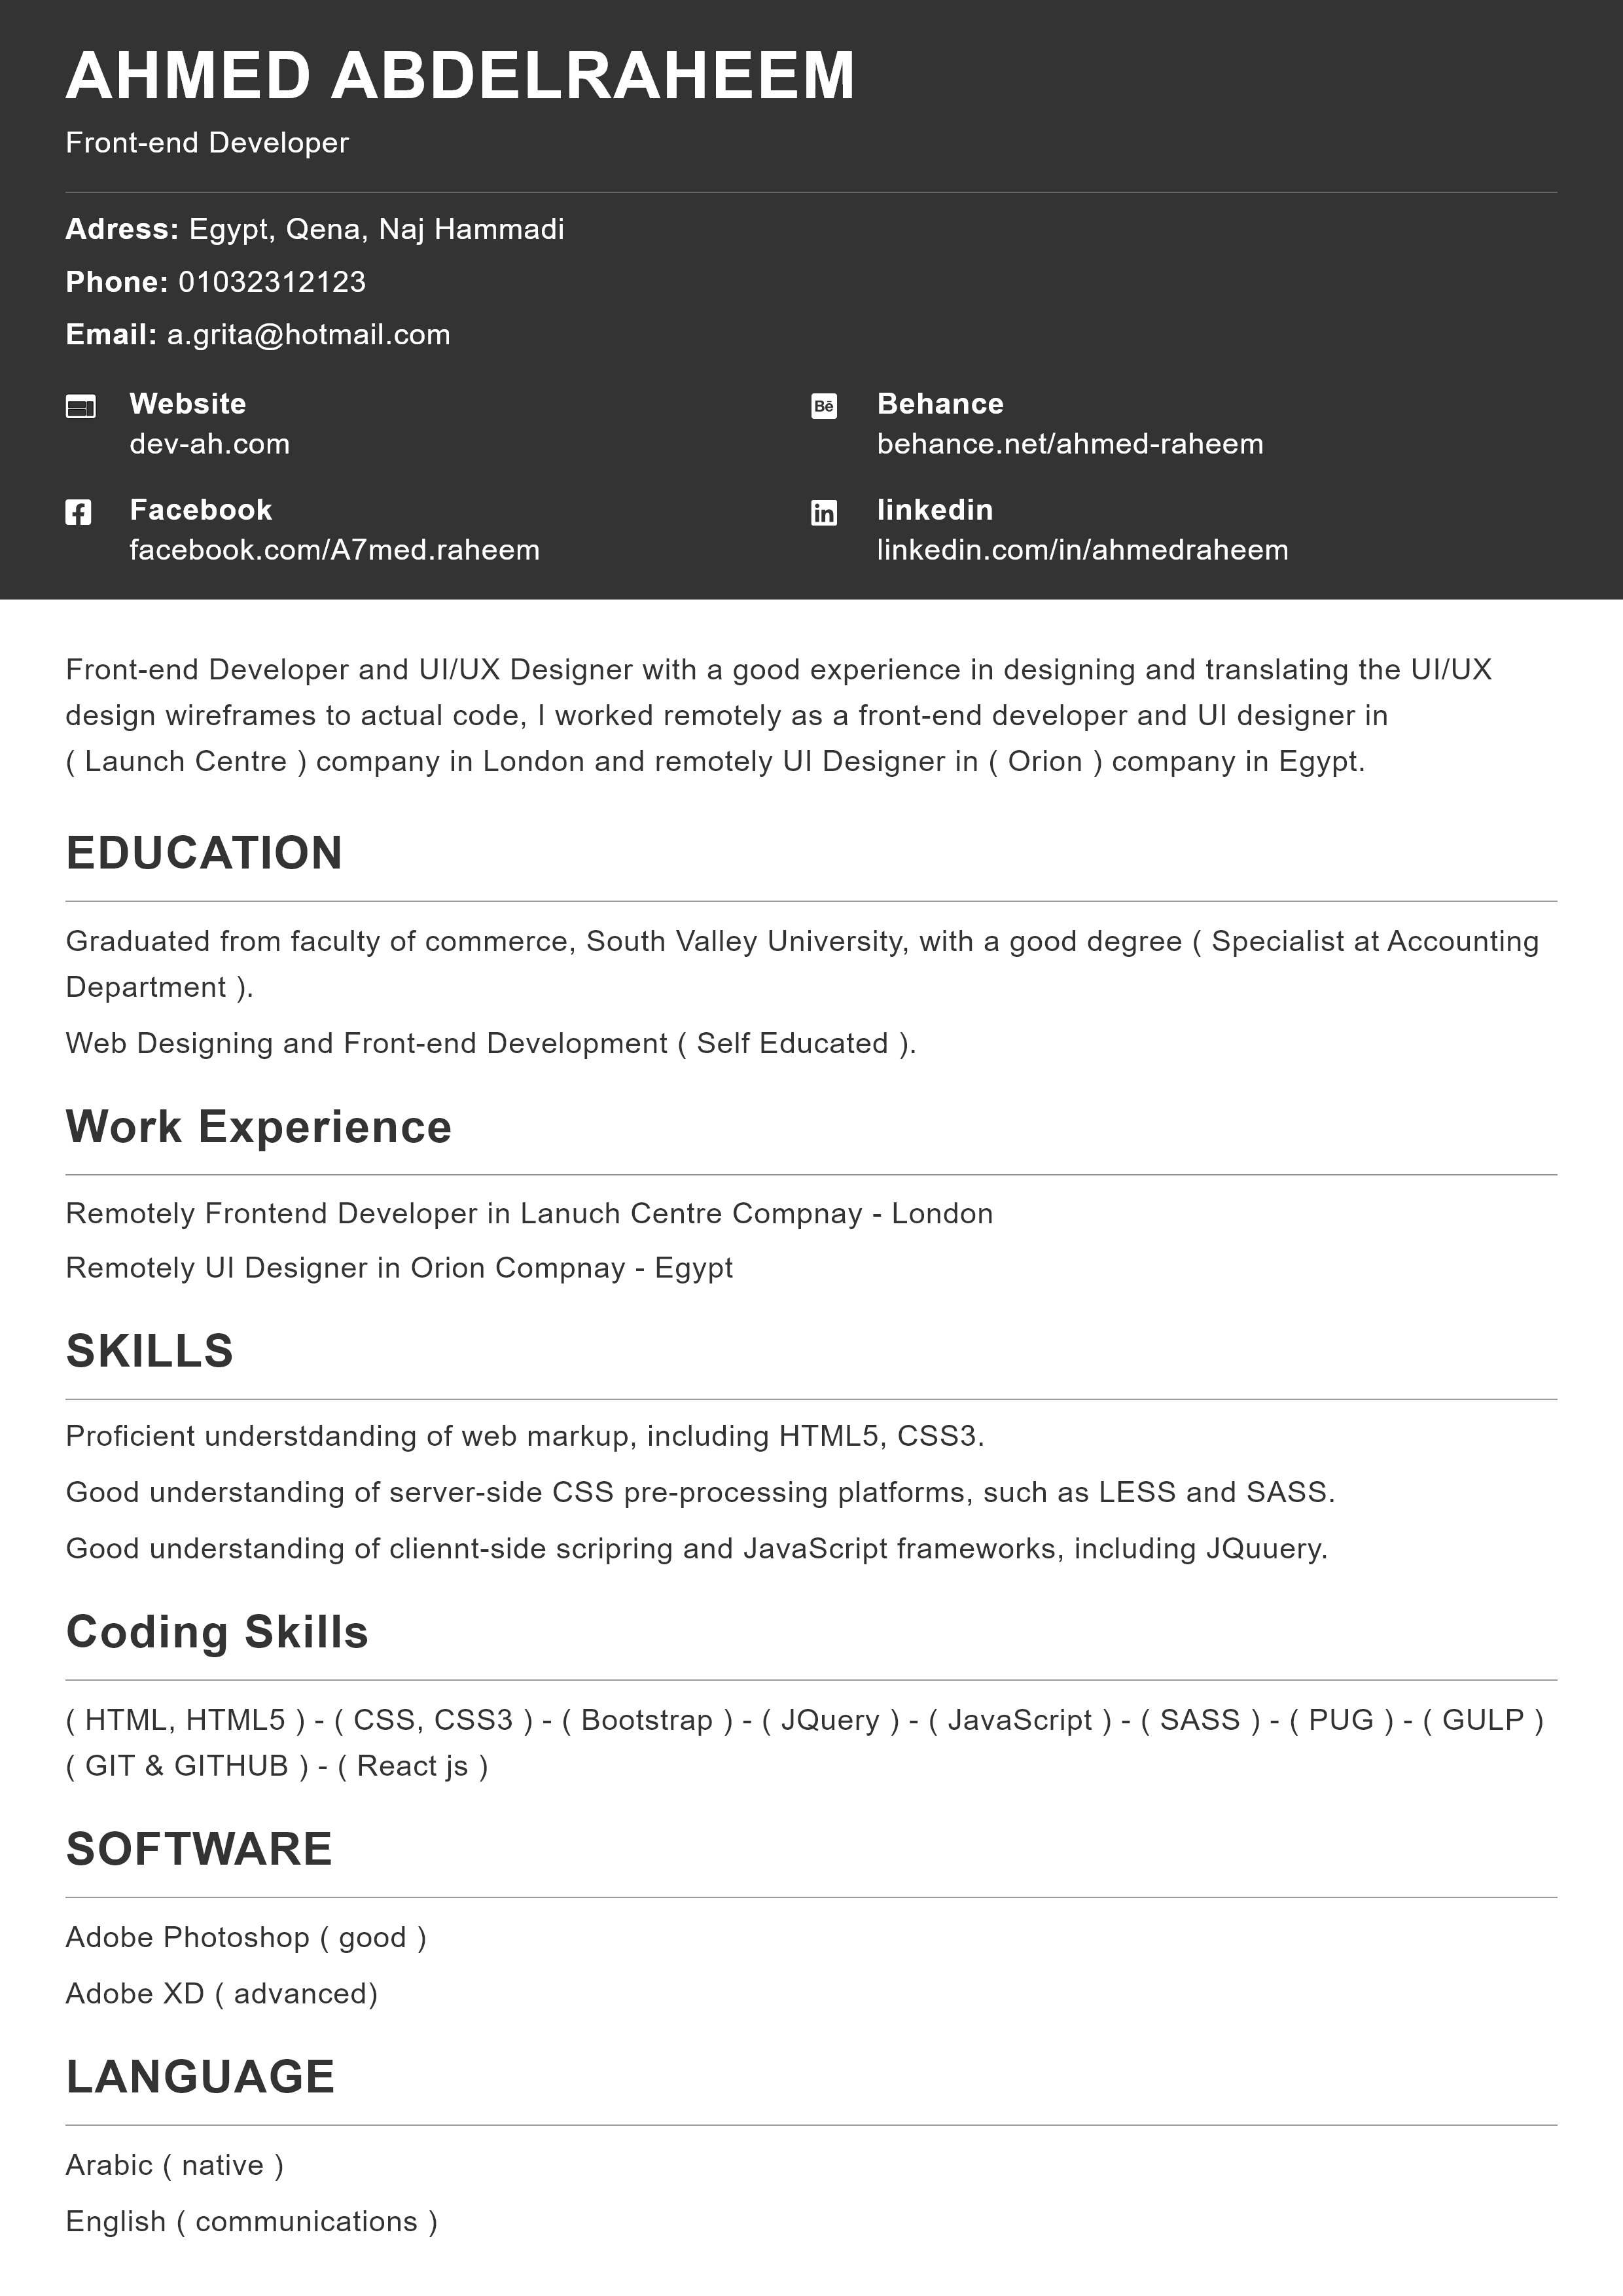 AHMED ABDELRAHEEM
Front-end Developer
Adress: Egypt, Qena, Naj Hammadi
Phone: 01032312123
Email: a.grita@hotmail.com
Website
dev-ah.com
Bē Behance
behance.net/ahmed-raheem
Facebook
facebook.com/A7med.raheem
in linkedin
linkedin.com/in/ahmedraheem
Front-end Developer and UI/UX Designer with a good experience in designing and translating the UI/UX
design wireframes to actual code, I worked remotely as a front-end developer and UI designer in
( Launch Centre ) company in London and remotely UI Designer in ( Orion ) company in Egypt.
EDUCATION
Graduated from faculty of commerce, South Valley University, with a good degree ( Specialist at Accounting
Department ).
Web Designing and Front-end Development ( Self Educated ).
Work Experience
Remotely Frontend Developer in Lanuch Centre Compnay - London
Remotely UI Designer in Orion Compnay - Egypt
SKILLS
Proficient understdanding of web markup, including HTML5, CSS3.
Good understanding of server-side CSS pre-processing platforms, such as LESS and SASS.
Good understanding of cliennt-side scripring and JavaScript frameworks, including JQuuery.
Coding Skills
( HTML, HTML5 ) - ( CSS, CSS3 ) - ( Bootstrap ) - ( JQuery ) - ( JavaScript ) - ( SASS ) - ( PUG ) - ( GULP )
( GIT & GITHUB ) - ( React js )
SOFTWARE
Adobe Photoshop ( good )
Adobe XD ( advanced)
LANGUAGE
Arabic ( native )
English ( communications )